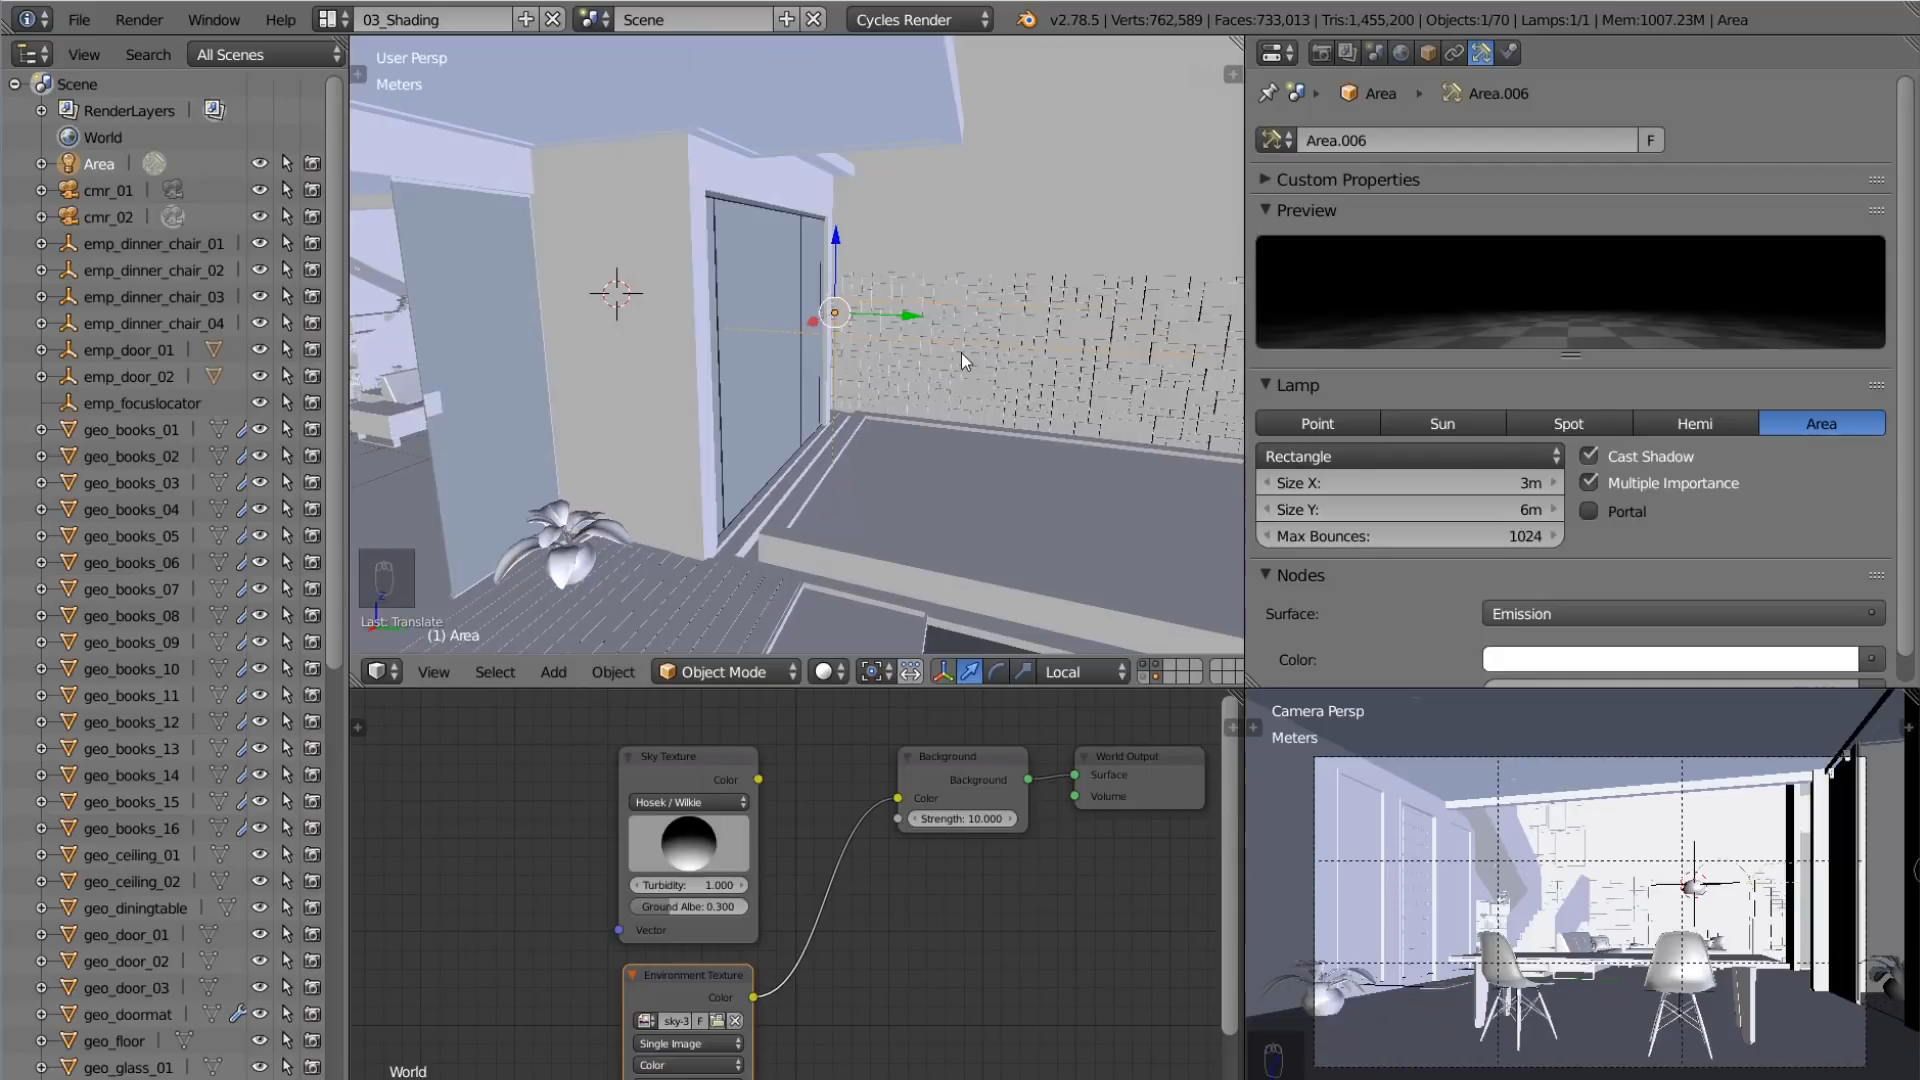 File Render Window Help 03_Shading Scene Cycles Render v2.78.5 | Verts:762,589 | Faces:733,013 | Tris:1,455,200 | Objects:1/70 | Lamps:1/1 | Mem:1007.23M | Area
View Search All Scenes
Scene
RenderLayers
World
Area
cmr_01
cmr_02
emp_dinner_chair_01
emp_dinner_chair_02
emp_dinner_chair_03
emp_dinner_chair_04
emp_door_01
emp_door_02
emp_focuslocator
geo_books_01
geo_books_02
geo_books_03
geo_books_04
geo_books_05
geo_books_06
geo_books_07
geo_books_08
geo_books_09
geo_books_10
geo_books_11
geo_books_12
geo_books_13
geo_books_14
geo_books_15
geo_books_16
geo_ceiling_01
geo_ceiling_02
geo_diningtable
geo_door_01
geo_door_02
geo_door_03
geo_doormat
geo_floor
geo_glass_01
User Persp
Meters
Last: Translate
(1) Area
View Select Add Object Object Mode Local
Sky Texture
Color
Hosek / Wilkie
Turbidity: 1.000
Ground Albe: 0.300
Vector
Environment Texture
Color
sky-3 F
Single Image
Color
Background
Background
Color
Strength: 10.000
World Output
Surface
Volume
World
Area Area.006
Area.006 F
Custom Properties
Preview
Lamp
Point Sun Spot Hemi Area
Rectangle
Size X: 3m
Size Y: 6m
Max Bounces: 1024
Cast Shadow
Multiple Importance
Portal
Nodes
Surface: Emission
Color:
Camera Persp
Meters